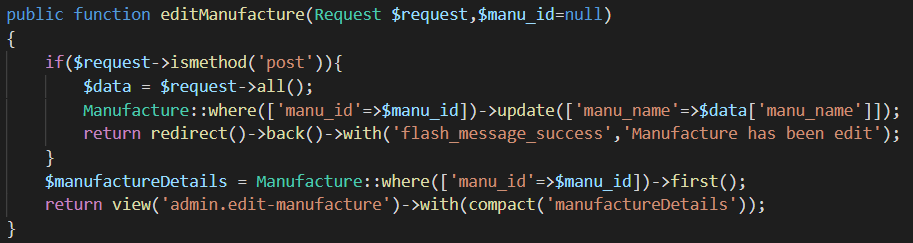 public function editManufacture(Request $request,$manu_id=null)
{
if($request->ismethod('post')){
$data = $request->all();
Manufacture::where(['manu_id'=>$manu_id])->update(['manu_name'=>$data['manu_name']]);
return redirect()->back()->with('flash_message_success','Manufacture has been edit');
}
$manufactureDetails = Manufacture::where(['manu_id'=>$manu_id])->first();
return view('admin.edit-manufacture')->with(compact('manufactureDetails'));
}